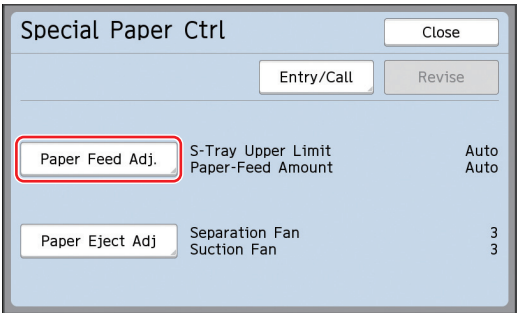 Special Paper Ctrl
Close
Entry/Call
Revise
Paper Feed Adj.
S-Tray Upper Limit Auto
Paper-Feed Amount Auto
Paper Eject Adj
Separation Fan 3
Suction Fan 3